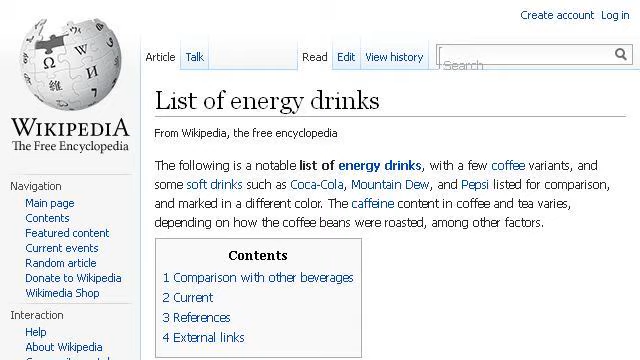 Create account Log in
Article Talk Read Edit View history Search
List of energy drinks
From Wikipedia, the free encyclopedia
The following is a notable list of energy drinks, with a few coffee variants, and
some soft drinks such as Coca-Cola, Mountain Dew, and Pepsi listed for comparison,
and marked in a different color. The caffeine content in coffee and tea varies,
depending on how the coffee beans were roasted, among other factors.
Contents
1 Comparison with other beverages
2 Current
3 References
4 External links
WIKIPEDIA
The Free Encyclopedia
Navigation
Main page
Contents
Featured content
Current events
Random article
Donate to Wikipedia
Wikimedia Shop
Interaction
Help
About Wikipedia